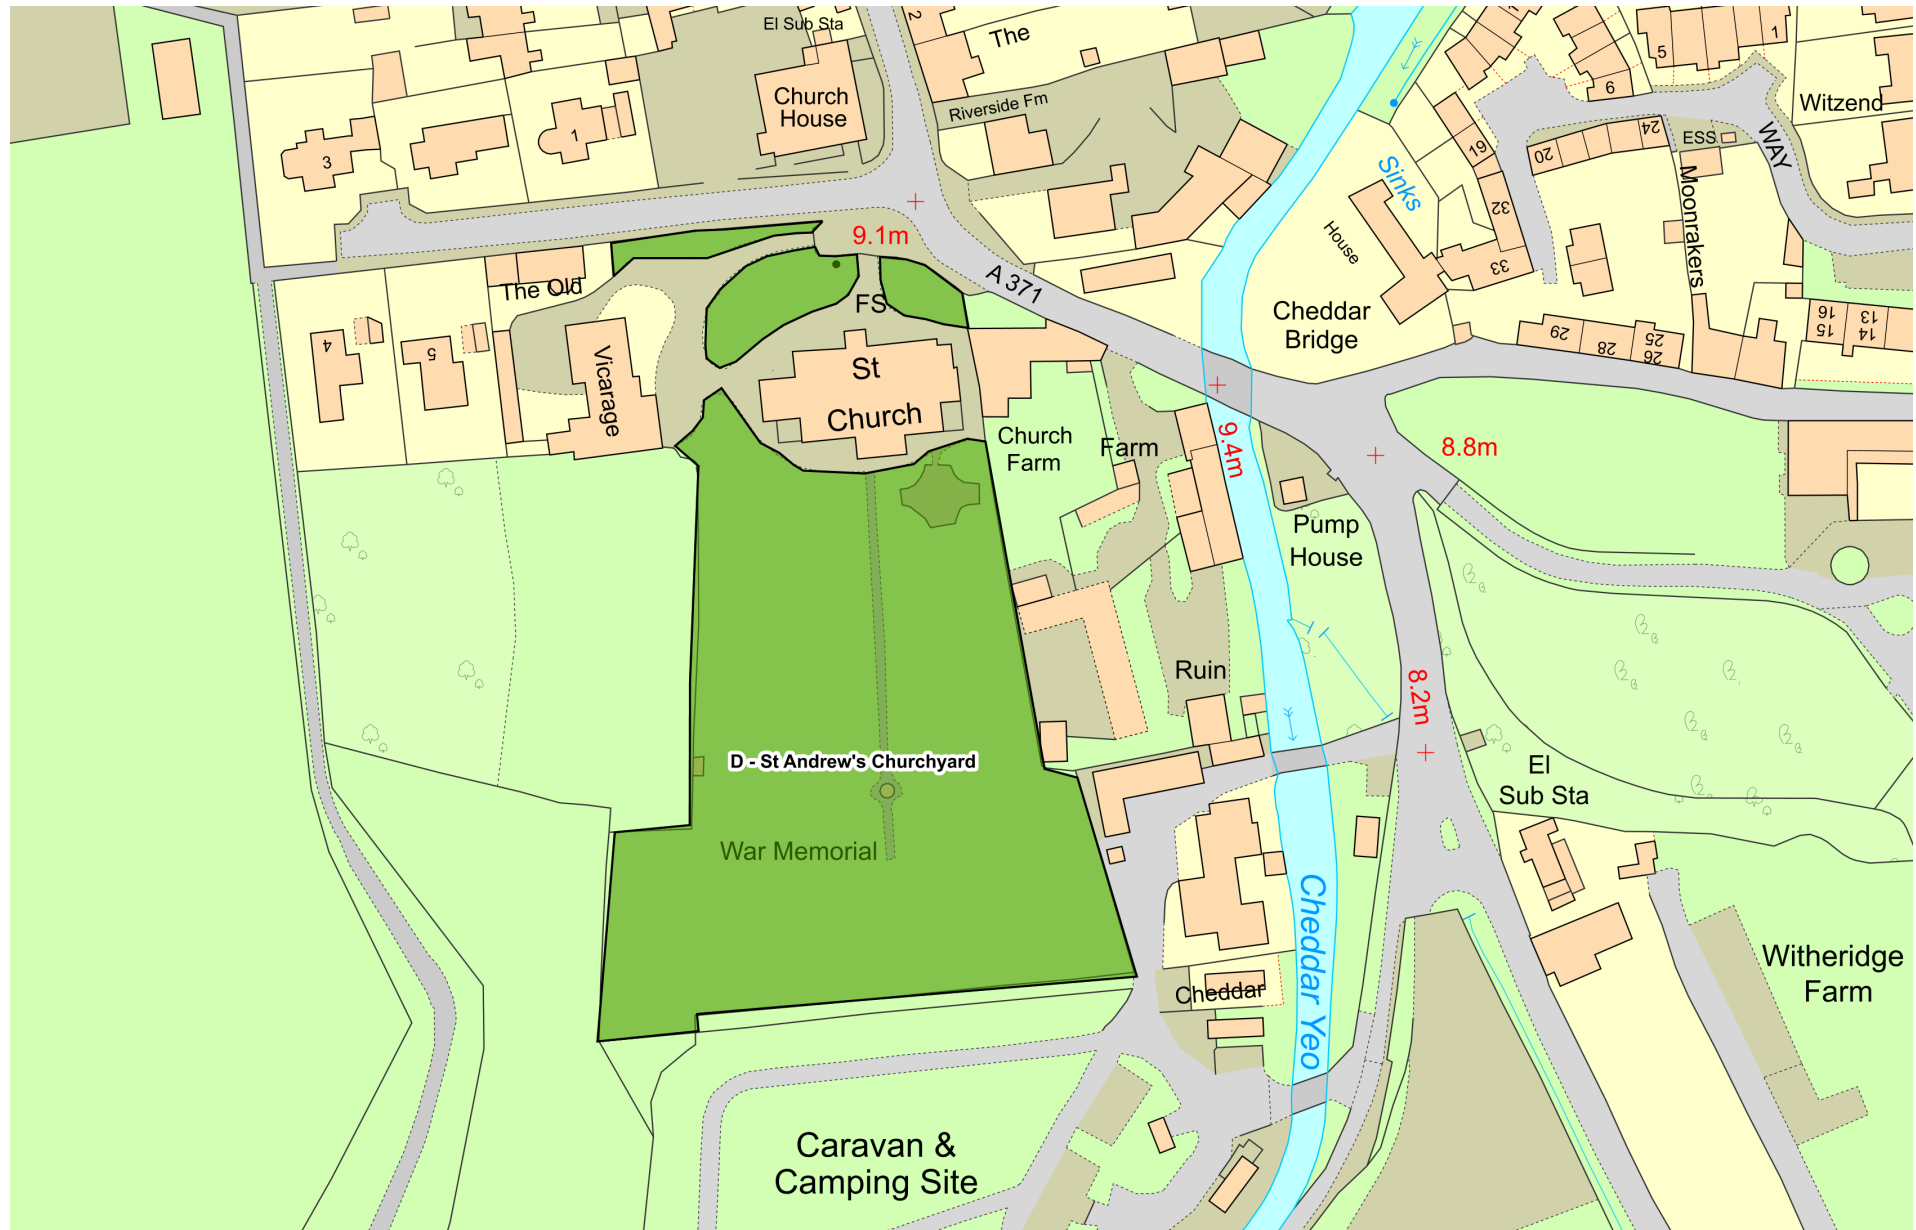 El Sub Sta
2
The
1
5
6
Witzend
Church
House
Riverside Fm
24
ESS
WAY
3
1
19
20
Sinks
Moonrakers
32
House
33
9.1m
A 371
The Old
FS
4
5
Vicarage
St
Church
Cheddar
Bridge
29
28
25
26
16
15
13
14
Church
Farm
Farm
9.4m
8.8m
Pump
House
Ruin
8.2m
D - St Andrew's Churchyard
El
Sub Sta
War Memorial
Cheddar Yeo
Witheridge
Farm
Cheddar
Caravan &
Camping Site